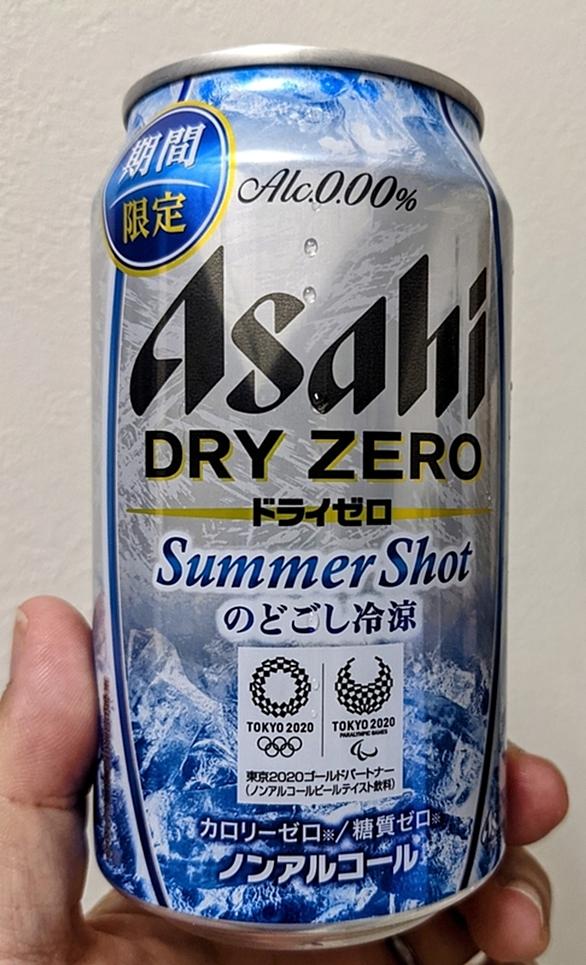 期間
限定
Alc.0.00%
Asahi
DRY ZERO
ドライゼロ
Summer Shot
のどごし冷涼
TOKYO 2020
TOKYO 2020
PARALYMPIC GAMES
東京2020ゴールドパートナー
(ノンアルコールビールテイスト飲料)
カロリーゼロ※/糖質ゼロ※
ノンアルコール